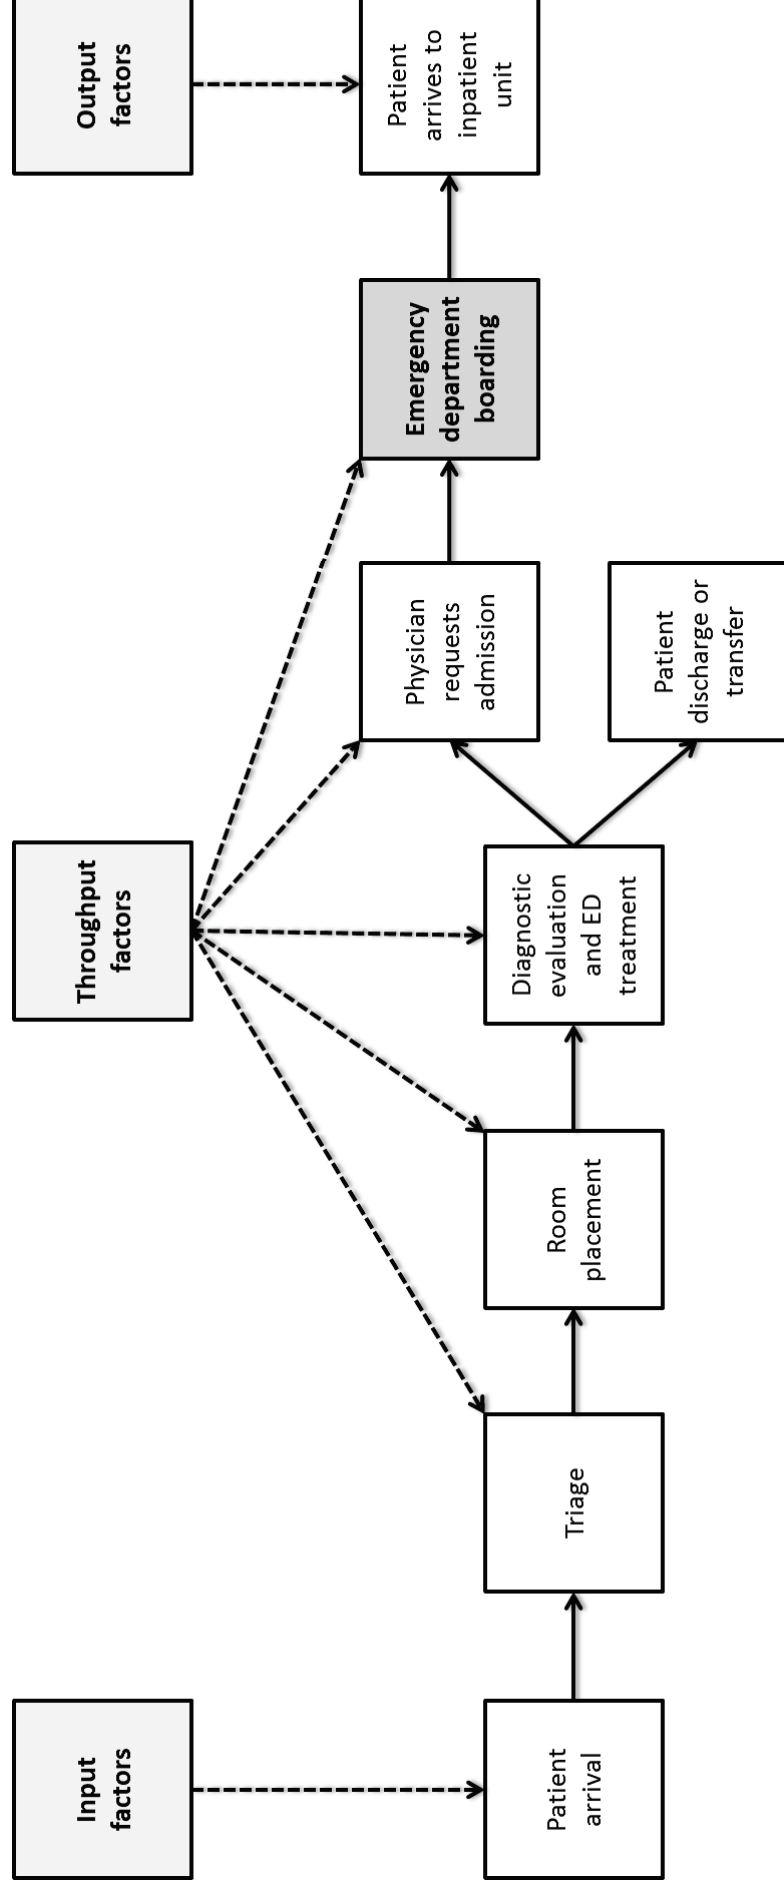 Input
factors
Throughput
factors
Output
factors
Patient
arrival
Triage
Room
placement
Diagnostic
evaluation
and ED
treatment
Physician
requests
admission
Patient
discharge or
transfer
Emergency
department
boarding
Patient
arrives to
inpatient
unit